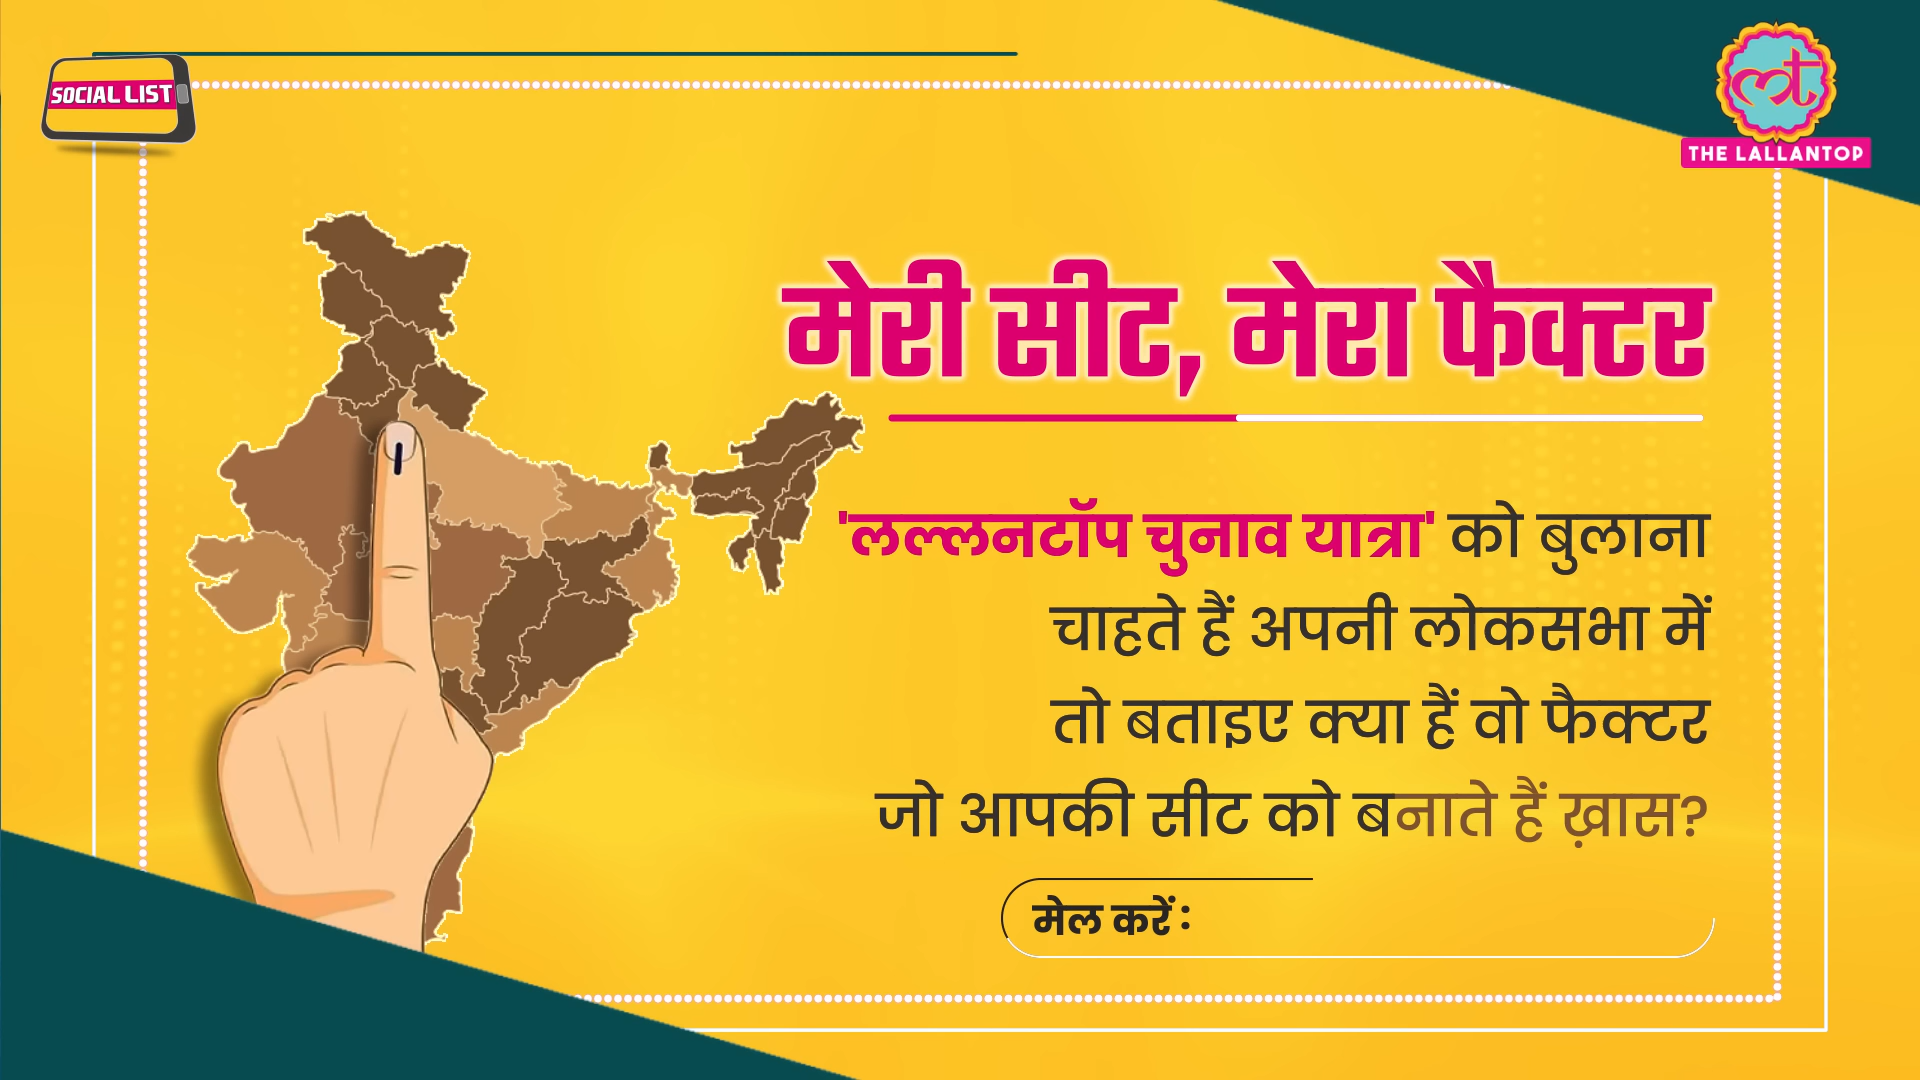 SOCIAL LIST
THE LALLANTOP
मेरी सीट, मेरा फैक्टर
'लल्लनटॉप चुनाव यात्रा' को बुलाना
चाहते हैं अपनी लोकसभा में
तो बताइए क्या हैं वो फैक्टर
जो आपकी सीट को बनाते हैं ख़ास?
मेल करें :